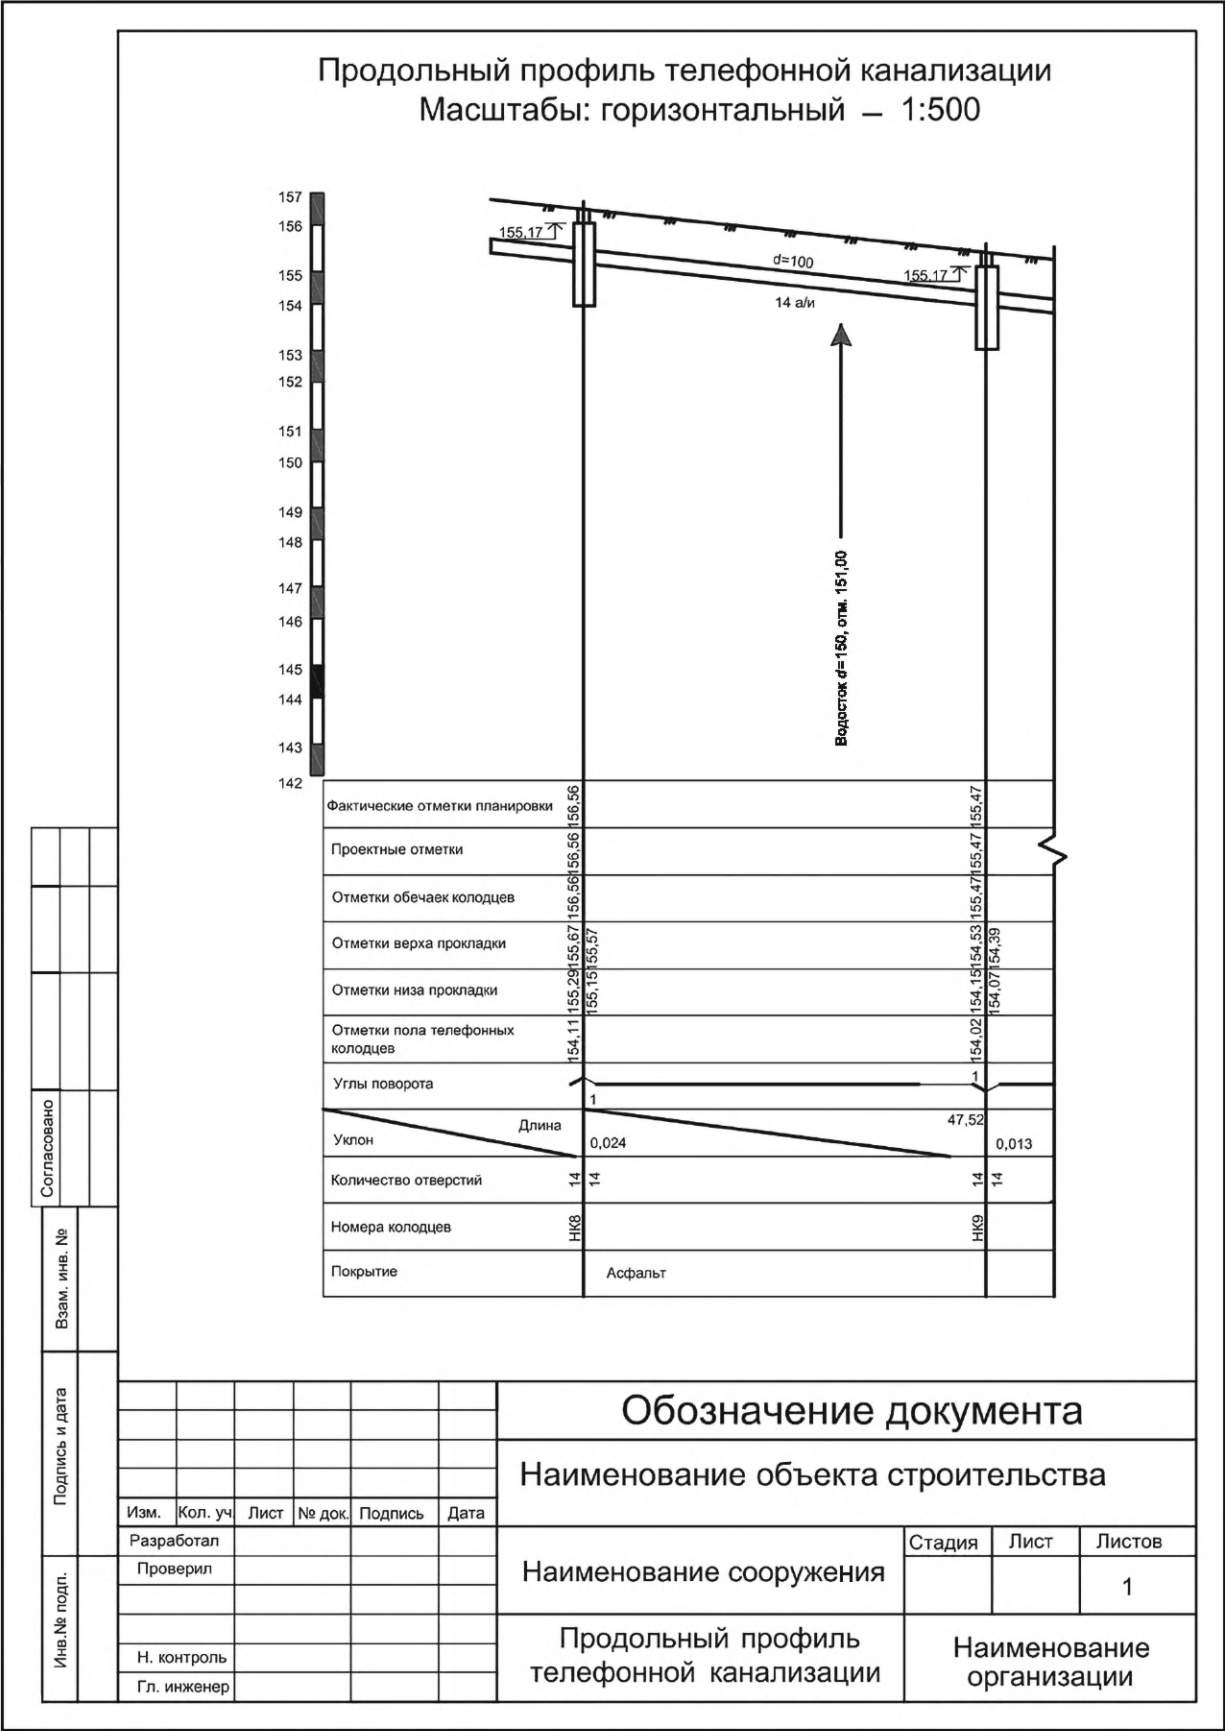 Продольный профиль телефонной канализации
Масштабы: горизонтальный – 1:500
157
156
155
154
153
152
151
150
149
148
147
146
145
144
143
142
155,17
d=100
14 а/и
155,17
Водосток d=150, отм. 151,00
Фактические отметки планировки 156,56 155,47
Проектные отметки 156,56 155,47
Отметки обечаек колодцев 156,56 155,47
Отметки верха прокладки 155,67 155,57 154,53 154,39
Отметки низа прокладки 155,29 155,15 154,15 154,07
Отметки пола телефонных
колодцев 154,11 154,02
Углы поворота 1 1
Длина 47,52
Уклон 0,024 0,013
Количество отверстий 14 14 14 14
Номера колодцев НК8 НК9
Покрытие Асфальт
Согласовано
Взам. инв. №
Подпись и дата
Инв.№ подп.
Обозначение документа
Наименование объекта строительства
Изм. Кол. уч. Лист № док. Подпись Дата
Разработал
Проверил
Н. контроль
Гл. инженер
Наименование сооружения
Стадия Лист Листов
1
Продольный профиль
телефонной канализации
Наименование
организации